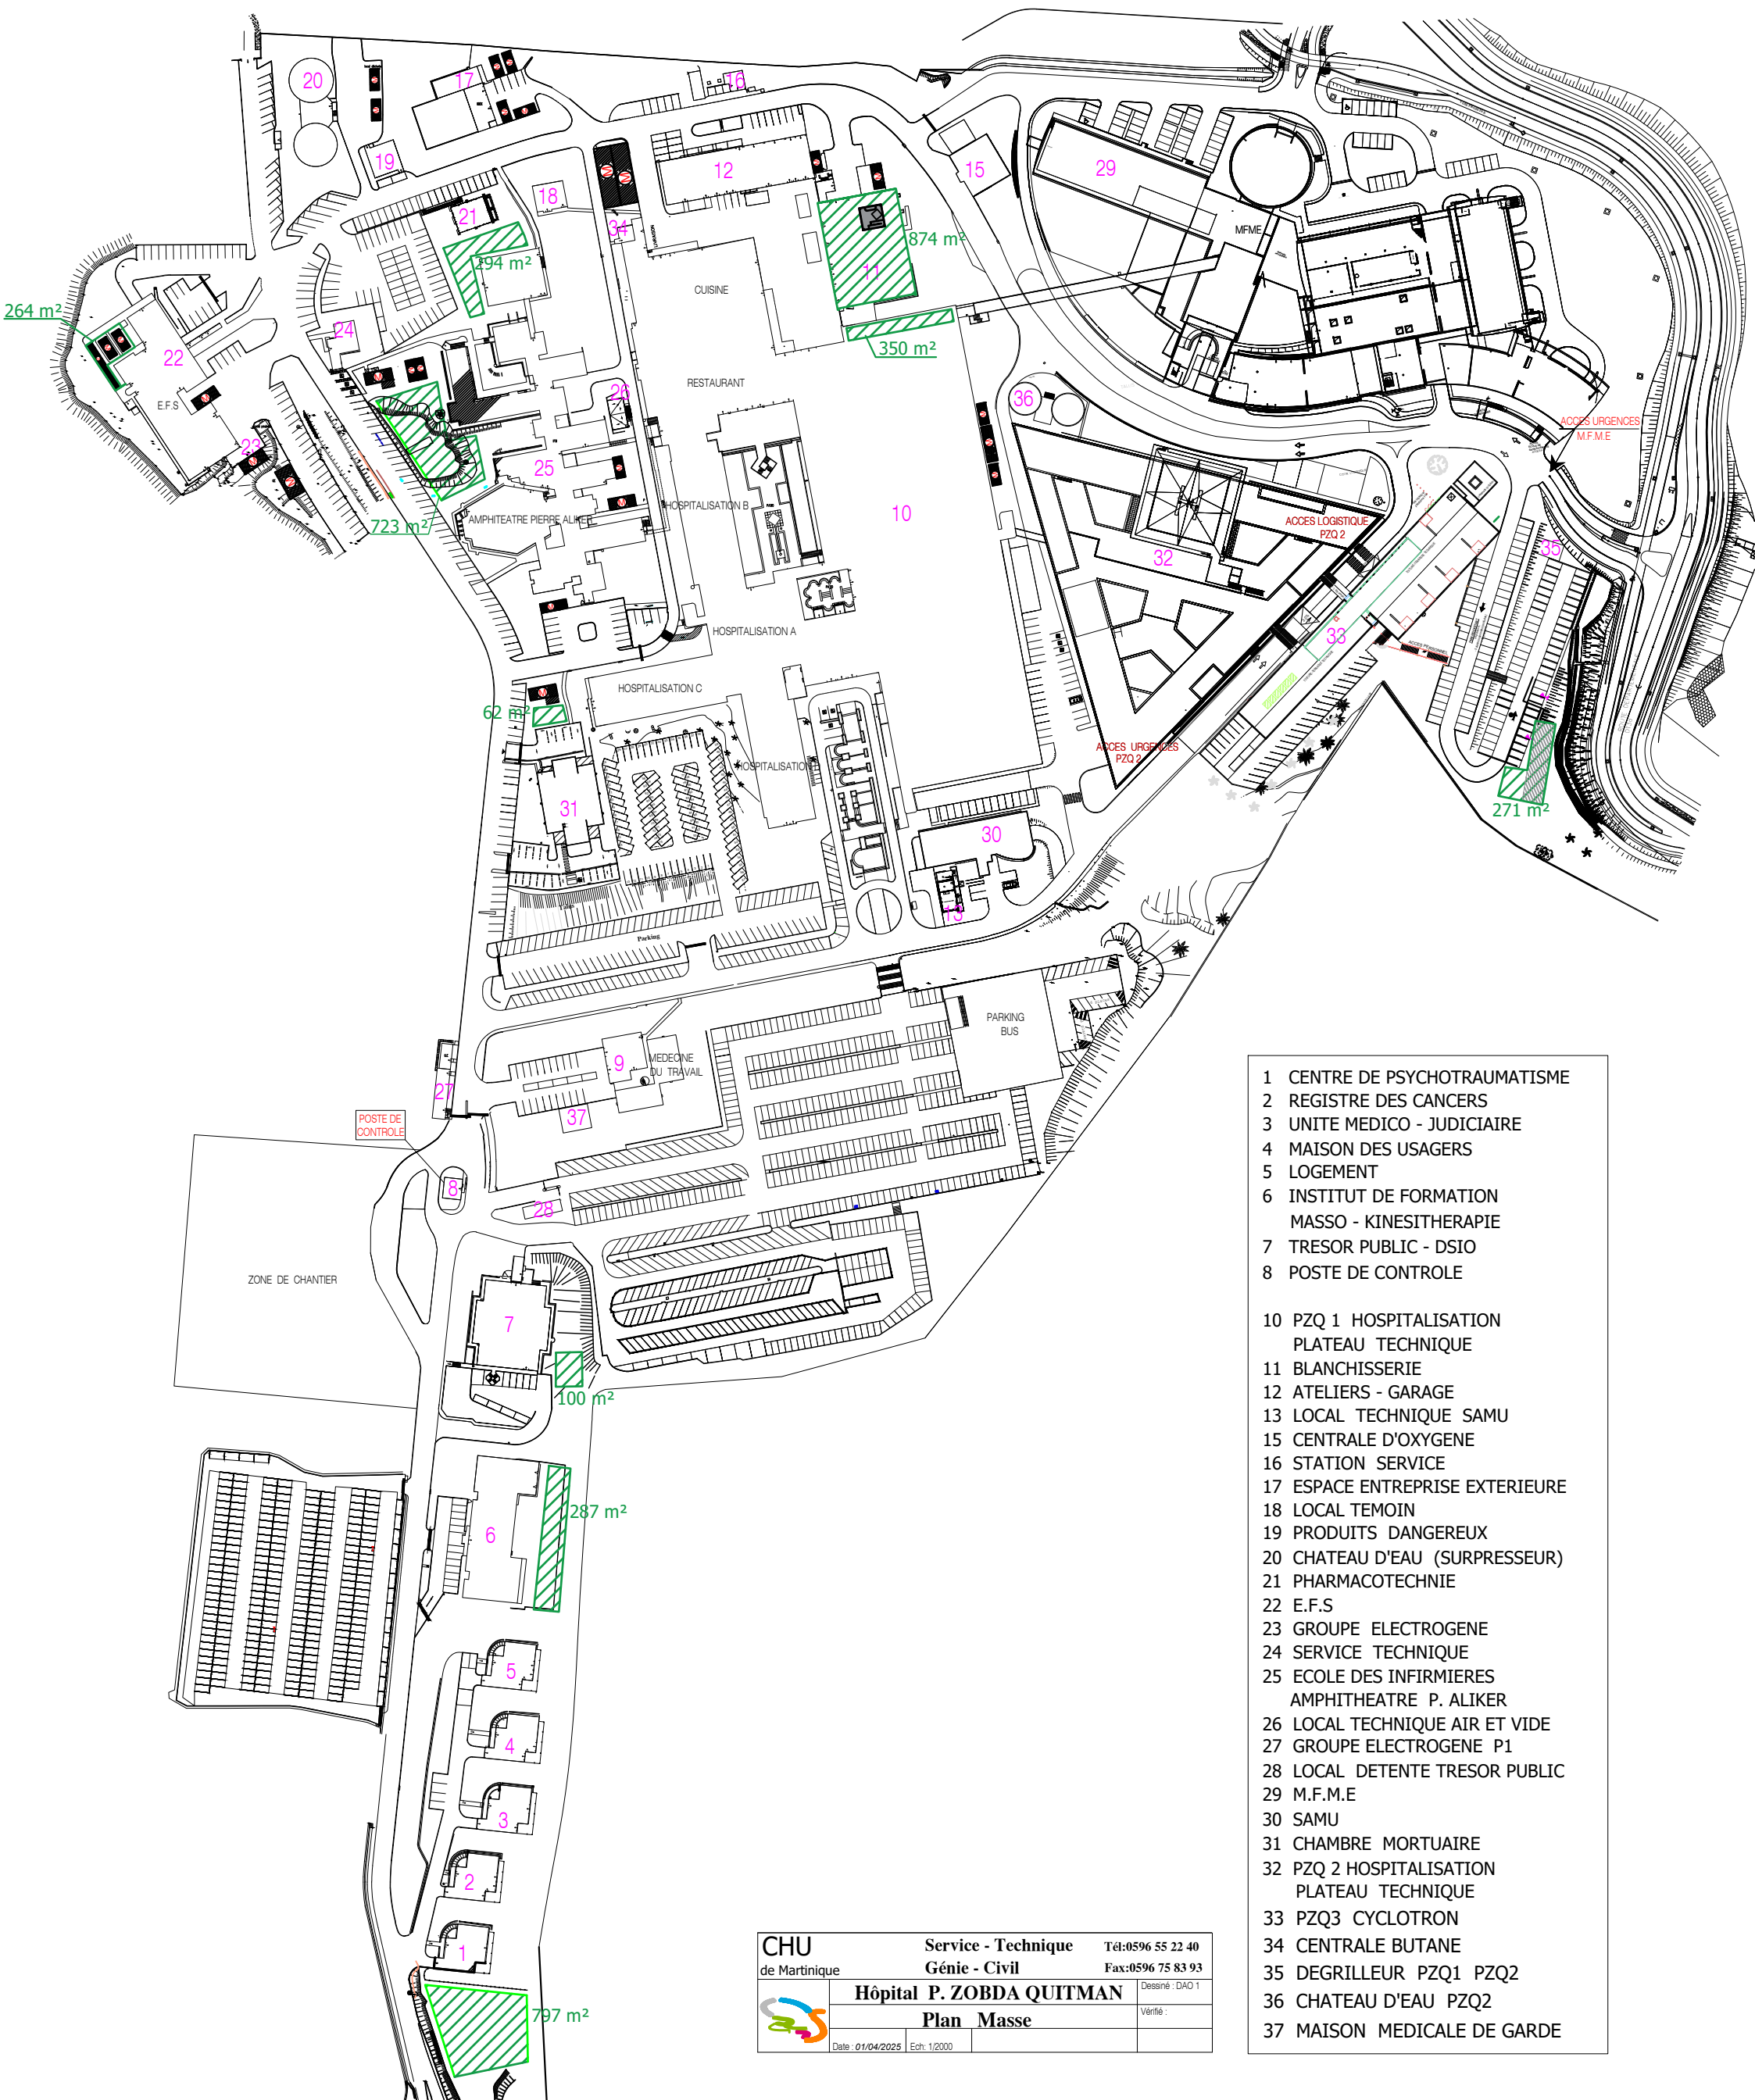 20
17
16
19
12
15
29
18
21
34
MFME
874 m²
294 m²
11
CUISINE
264 m²
24
22
350 m²
RESTAURANT
26
36
E.F.S
ACCES URGENCES
M.F.M.E
23
25
HOSPITALISATION B
10
723 m²
AMPHITEATRE PIERRE ALIKER
ACCES LOGISTIQUE
PZQ 2
32
35
HOSPITALISATION A
33
ACCES PERSONNEL
HOSPITALISATION C
62 m²
ACCES URGENCES
PZQ 2
HOSPITALISATION
31
271 m²
30
13
Parking
PARKING
BUS
9
MEDECINE
DU TRAVAIL
27
37
POSTE DE
CONTROLE
8
28
ZONE DE CHANTIER
7
100 m²
6
287 m²
5
4
3
2
1
797 m²
1 CENTRE DE PSYCHOTRAUMATISME
2 REGISTRE DES CANCERS
3 UNITE MEDICO - JUDICIAIRE
4 MAISON DES USAGERS
5 LOGEMENT
6 INSTITUT DE FORMATION
MASSO - KINESITHERAPIE
7 TRESOR PUBLIC - DSIO
8 POSTE DE CONTROLE
10 PZQ 1 HOSPITALISATION
PLATEAU TECHNIQUE
11 BLANCHISSERIE
12 ATELIERS - GARAGE
13 LOCAL TECHNIQUE SAMU
15 CENTRALE D'OXYGENE
16 STATION SERVICE
17 ESPACE ENTREPRISE EXTERIEURE
18 LOCAL TEMOIN
19 PRODUITS DANGEREUX
20 CHATEAU D'EAU (SURPRESSEUR)
21 PHARMACOTECHNIE
22 E.F.S
23 GROUPE ELECTROGENE
24 SERVICE TECHNIQUE
25 ECOLE DES INFIRMIERES
AMPHITHEATRE P. ALIKER
26 LOCAL TECHNIQUE AIR ET VIDE
27 GROUPE ELECTROGENE P1
28 LOCAL DETENTE TRESOR PUBLIC
29 M.F.M.E
30 SAMU
31 CHAMBRE MORTUAIRE
32 PZQ 2 HOSPITALISATION
PLATEAU TECHNIQUE
33 PZQ3 CYCLOTRON
34 CENTRALE BUTANE
35 DEGRILLEUR PZQ1 PZQ2
36 CHATEAU D'EAU PZQ2
37 MAISON MEDICALE DE GARDE
CHU
de Martinique
Service - Technique
Génie - Civil
Tél:0596 55 22 40
Fax:0596 75 83 93
Hôpital P. ZOBDA QUITMAN
Dessiné : DAO 1
Plan Masse
Vérifié :
Date : 01/04/2025
Ech: 1/2000